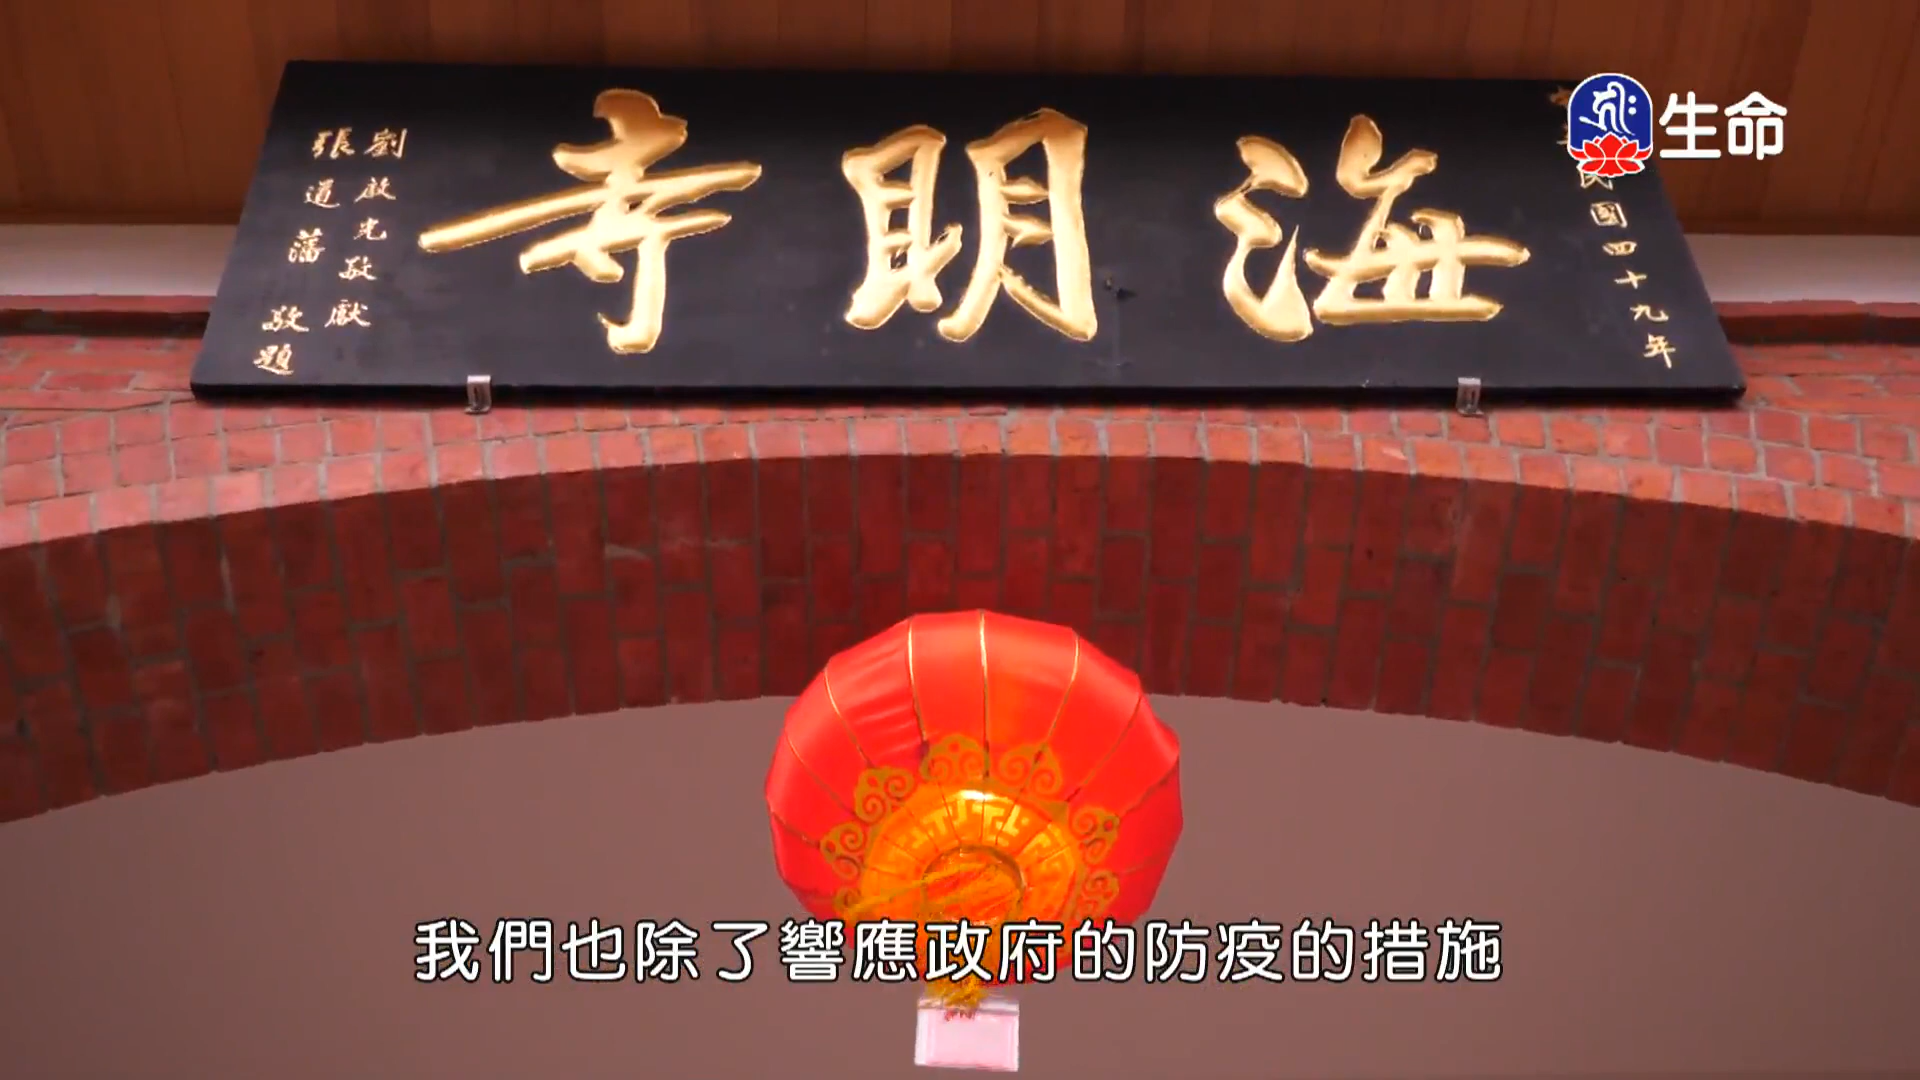 生命
民國四十九年
海明寺
劉啟光敬獻
張道藩敬題
我們也除了響應政府的防疫的措施